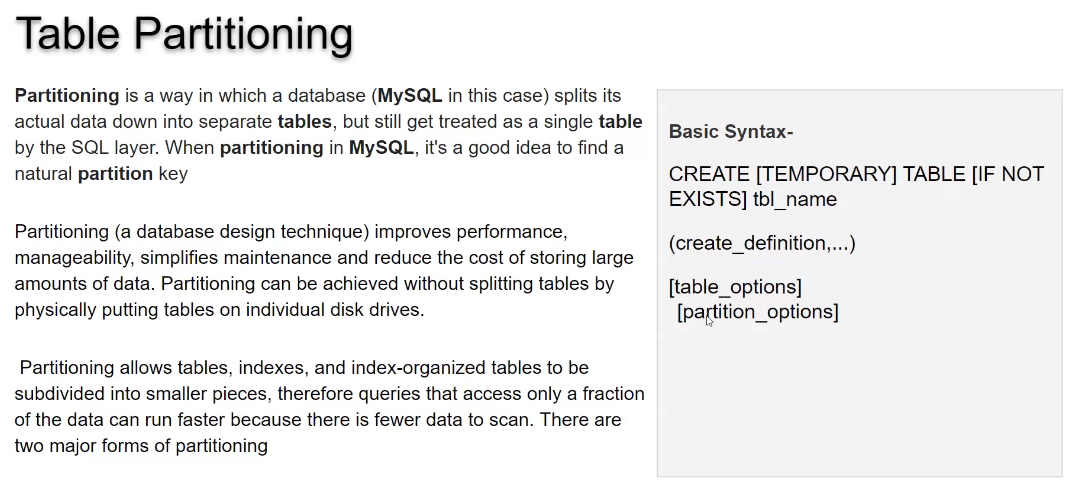 Table Partitioning
Partitioning is a way in which a database (MySQL in this case) splits its
actual data down into separate tables, but still get treated as a single table
by the SQL layer. When partitioning in MySQL, it's a good idea to find a
natural partition key
Partitioning (a database design technique) improves performance,
manageability, simplifies maintenance and reduce the cost of storing large
amounts of data. Partitioning can be achieved without splitting tables by
physically putting tables on individual disk drives.
Partitioning allows tables, indexes, and index-organized tables to be
subdivided into smaller pieces, therefore queries that access only a fraction
of the data can run faster because there is fewer data to scan. There are
two major forms of partitioning
Basic Syntax-
CREATE [TEMPORARY] TABLE [IF NOT
EXISTS] tbl_name
(create_definition,...)
[table_options]
[partition_options]